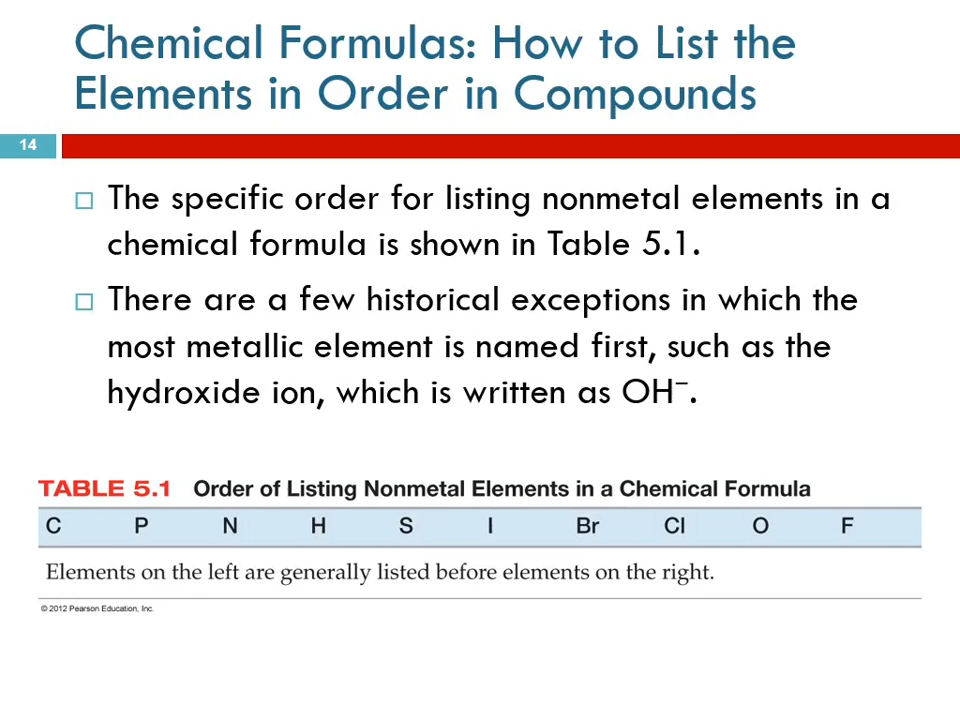 Chemical Formulas: How to List the
Elements in Order in Compounds
14
The specific order for listing nonmetal elements in a
chemical formula is shown in Table 5.1.
There are a few historical exceptions in which the
most metallic element is named first, such as the
hydroxide ion, which is written as OH⁻.
TABLE 5.1 Order of Listing Nonmetal Elements in a Chemical Formula
C P N H S I Br Cl O F
Elements on the left are generally listed before elements on the right.
© 2012 Pearson Education, Inc.